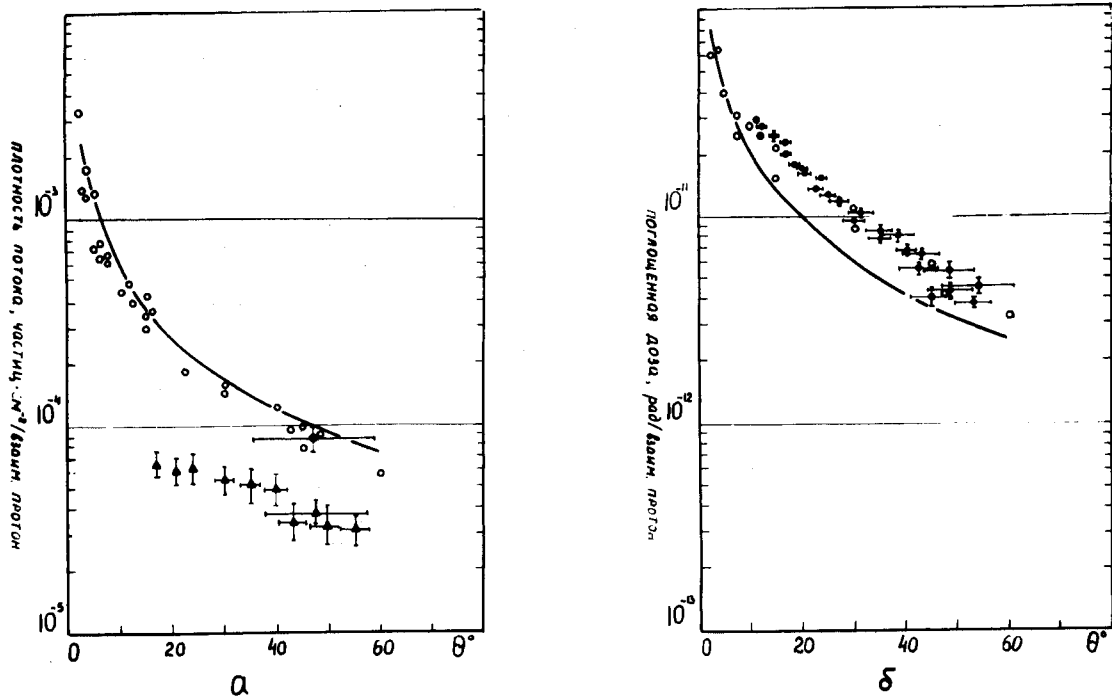 плотность потока, частиц·м⁻²/взаим. протон
10⁻³
10⁻⁴
10⁻⁵
0 20 40 60 θ°
а
поглощенная доза, рад/взаим. протон
10⁻¹¹
10⁻¹²
10⁻¹³
0 20 40 60 θ°
б